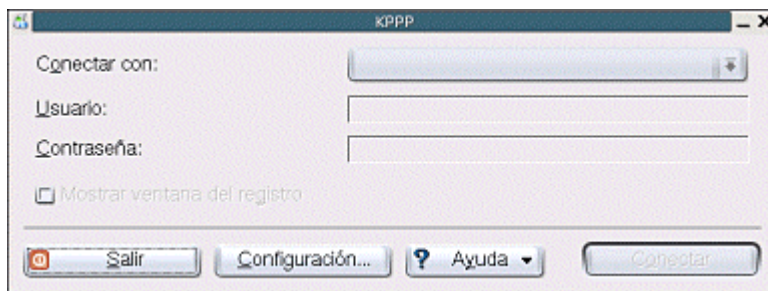 KPPP
Conectar con:
Usuario:
Contraseña:
Mostrar ventana del registro
Salir Configuración... ? Ayuda Conectar